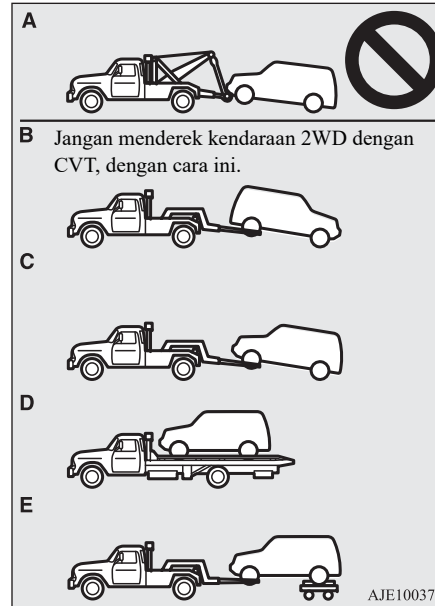 A
B Jangan menderek kendaraan 2WD dengan
CVT, dengan cara ini.
C
D
E
AJE10037